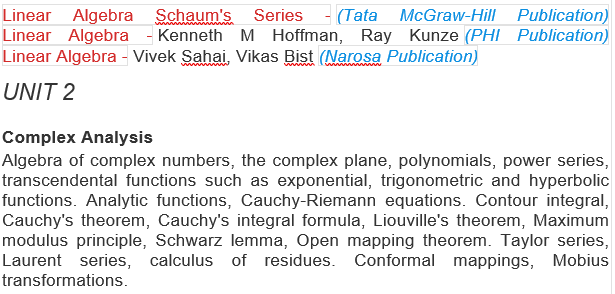 Linear Algebra Schaum's Series - (Tata McGraw-Hill Publication)
Linear Algebra - Kenneth M Hoffman, Ray Kunze (PHI Publication)
Linear Algebra - Vivek Sahai, Vikas Bist (Narosa Publication)
UNIT 2
Complex Analysis
Algebra of complex numbers, the complex plane, polynomials, power series,
transcendental functions such as exponential, trigonometric and hyperbolic
functions. Analytic functions, Cauchy-Riemann equations. Contour integral,
Cauchy's theorem, Cauchy's integral formula, Liouville's theorem, Maximum
modulus principle, Schwarz lemma, Open mapping theorem. Taylor series,
Laurent series, calculus of residues. Conformal mappings, Mobius
transformations.